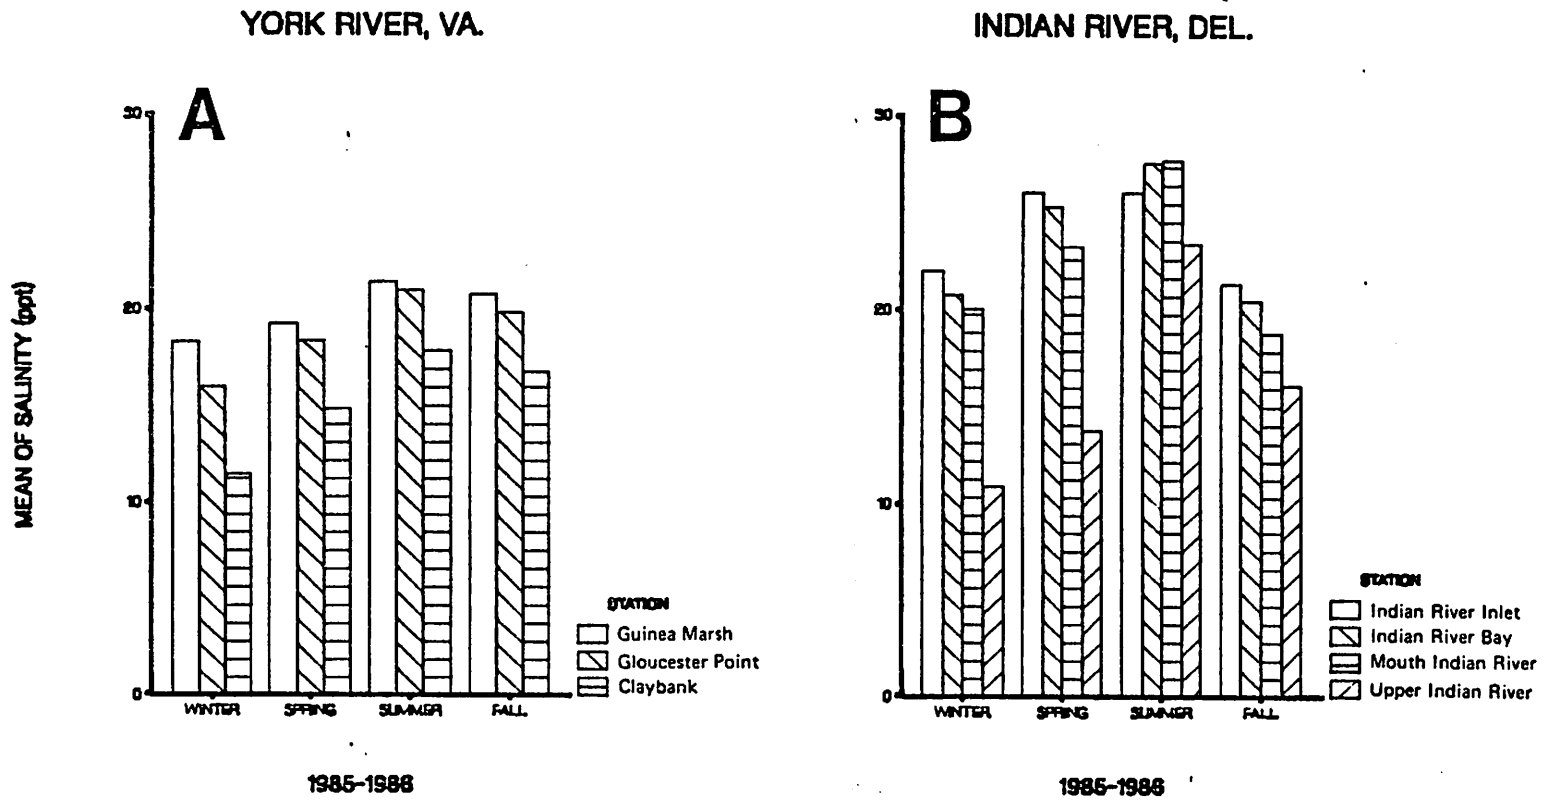 YORK RIVER, VA.
INDIAN RIVER, DEL.
A
B
MEAN OF SALINITY (ppt)
30
20
10
0
WINTER
SPRING
SUMMER
FALL
STATION
Guinea Marsh
Gloucester Point
Claybank
1985-1986
30
20
10
0
WINTER
SPRING
SUMMER
FALL
STATION
Indian River Inlet
Indian River Bay
Mouth Indian River
Upper Indian River
1985-1986